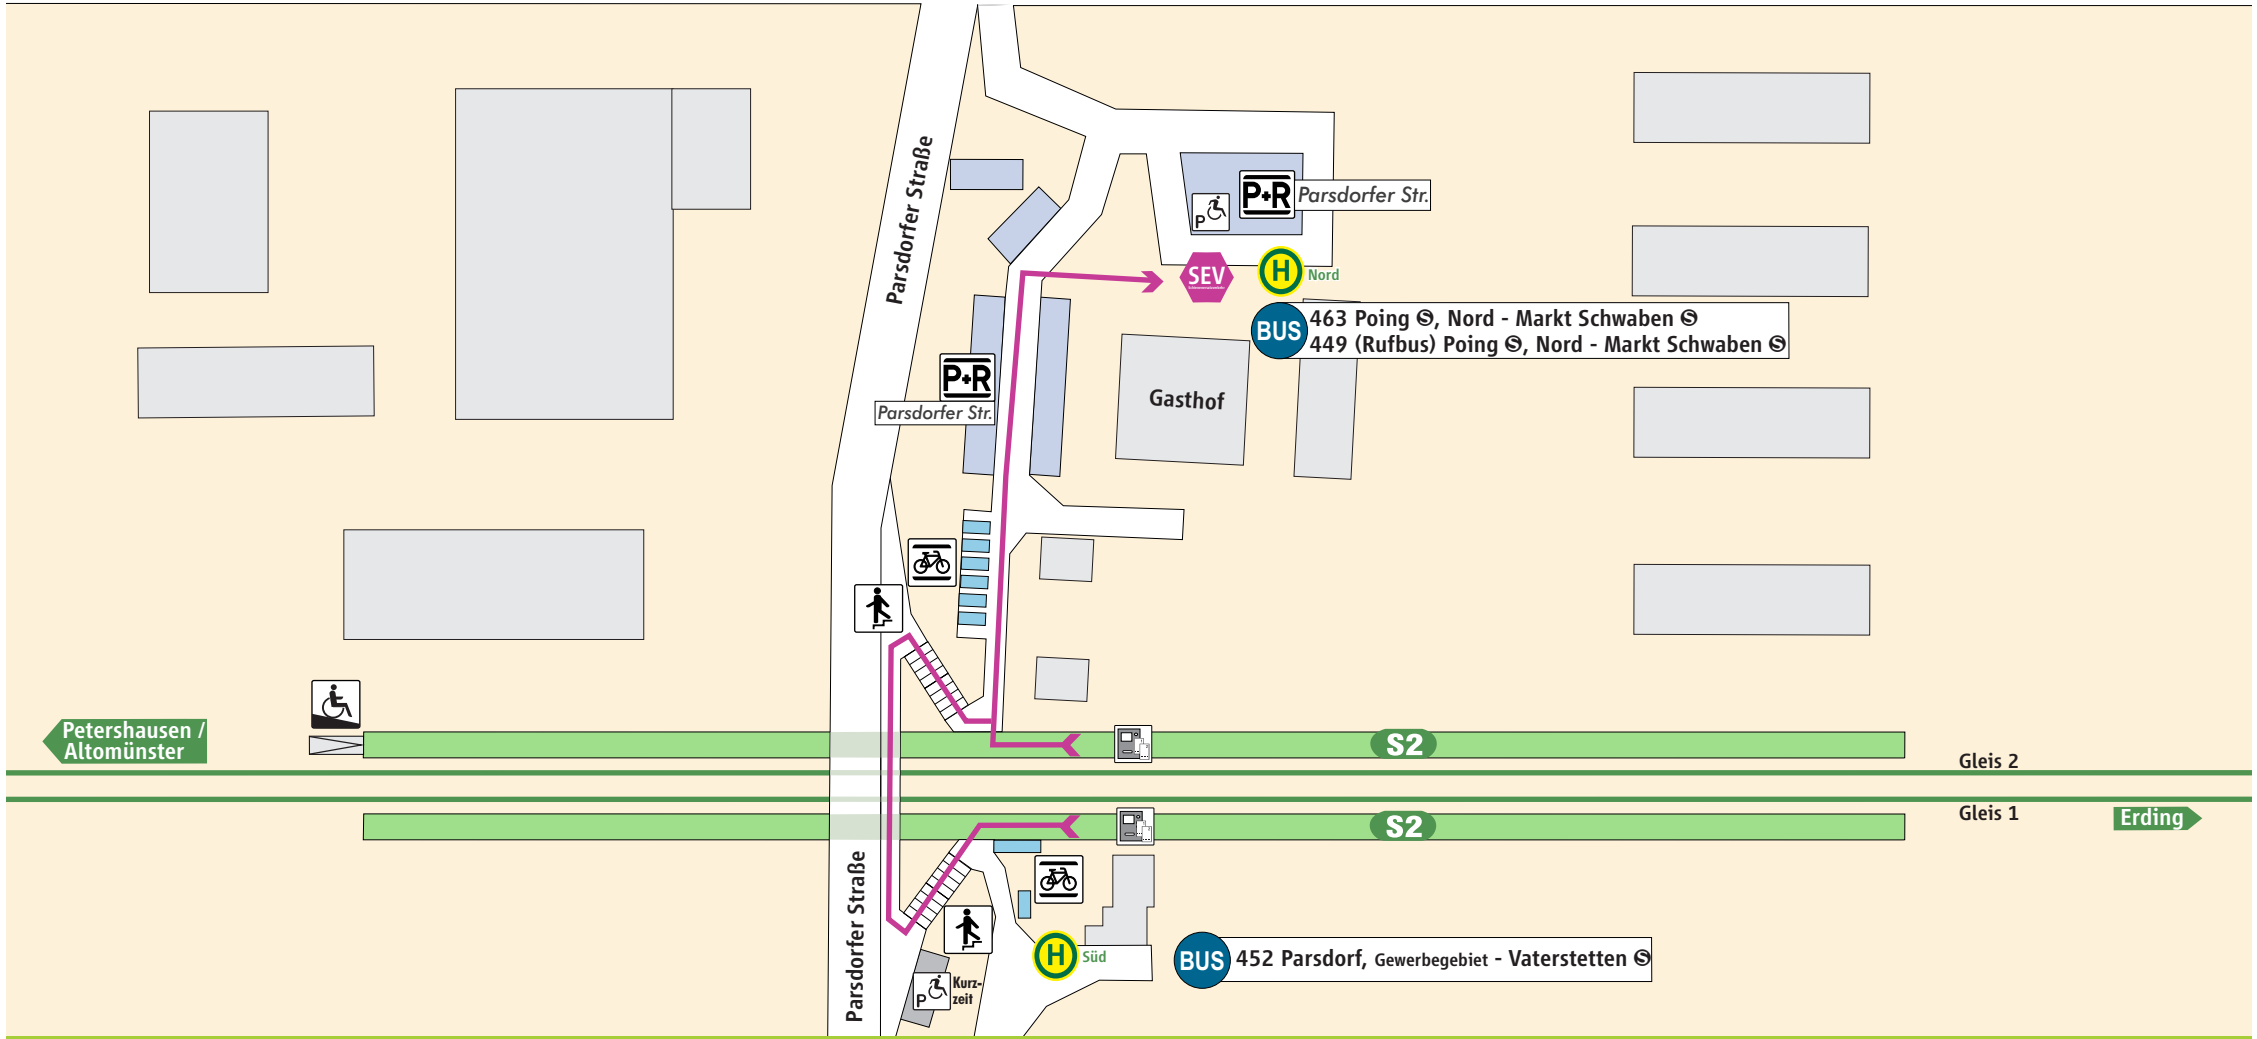 Parsdorfer Straße
P+R
Parsdorfer Str.
P
SEV
H
Nord
BUS
463 Poing S, Nord - Markt Schwaben S
449 (Rufbus) Poing S, Nord - Markt Schwaben S
P+R
Parsdorfer Str.
Gasthof
Petershausen /
Altomünster
S2
Gleis 2
Gleis 1
S2
Erding
Parsdorfer Straße
H
Süd
BUS
452 Parsdorf, Gewerbegebiet - Vaterstetten S
P
Kurz-
zeit